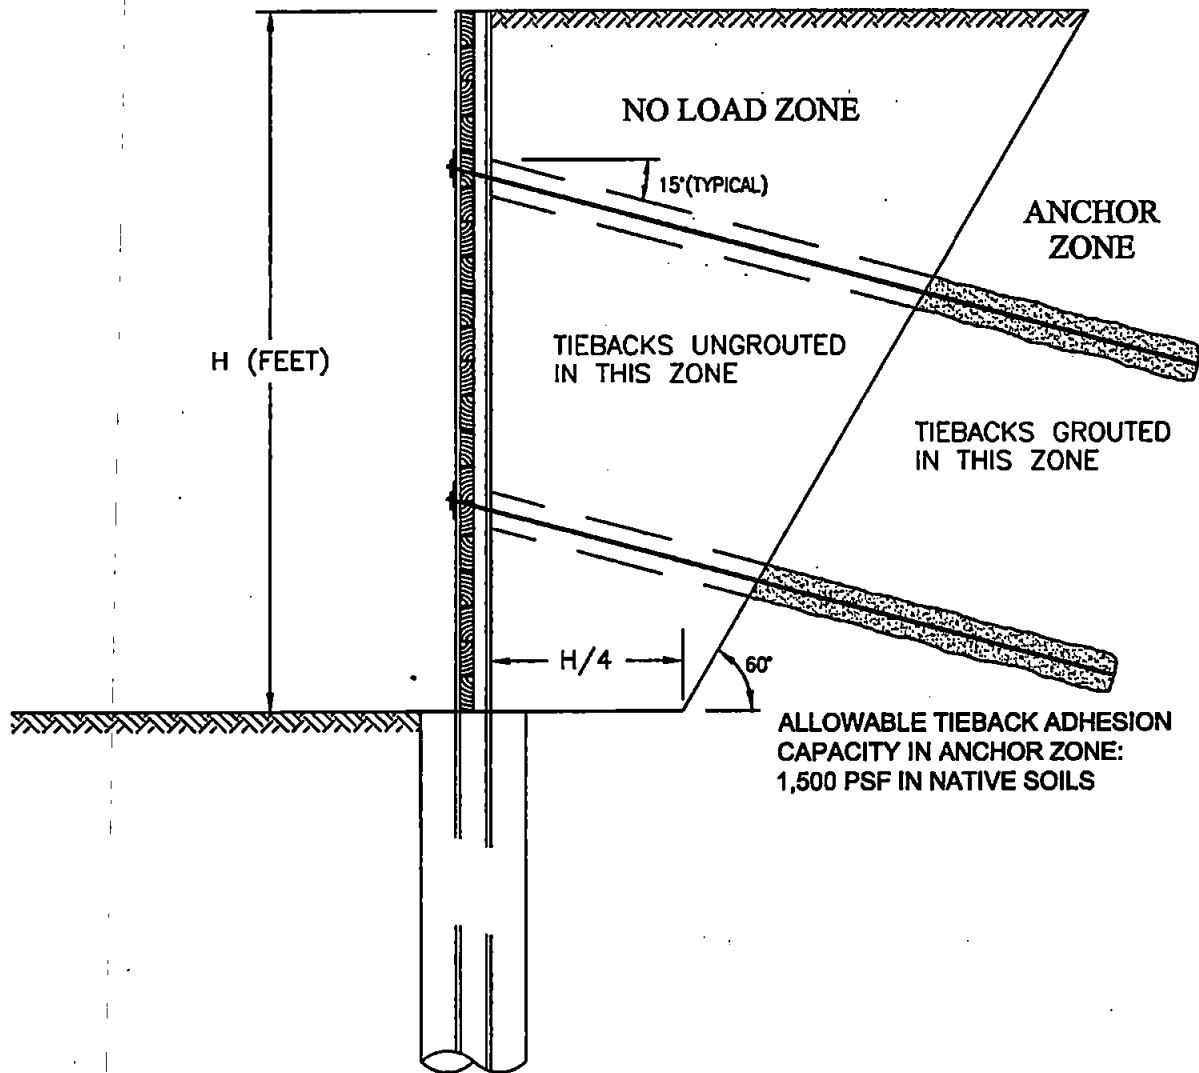 NO LOAD ZONE
15°(TYPICAL)
ANCHOR
ZONE
H (FEET)
TIEBACKS UNGROUTED
IN THIS ZONE
TIEBACKS GROUTED
IN THIS ZONE
H/4
60°
ALLOWABLE TIEBACK ADHESION
CAPACITY IN ANCHOR ZONE:
1,500 PSF IN NATIVE SOILS